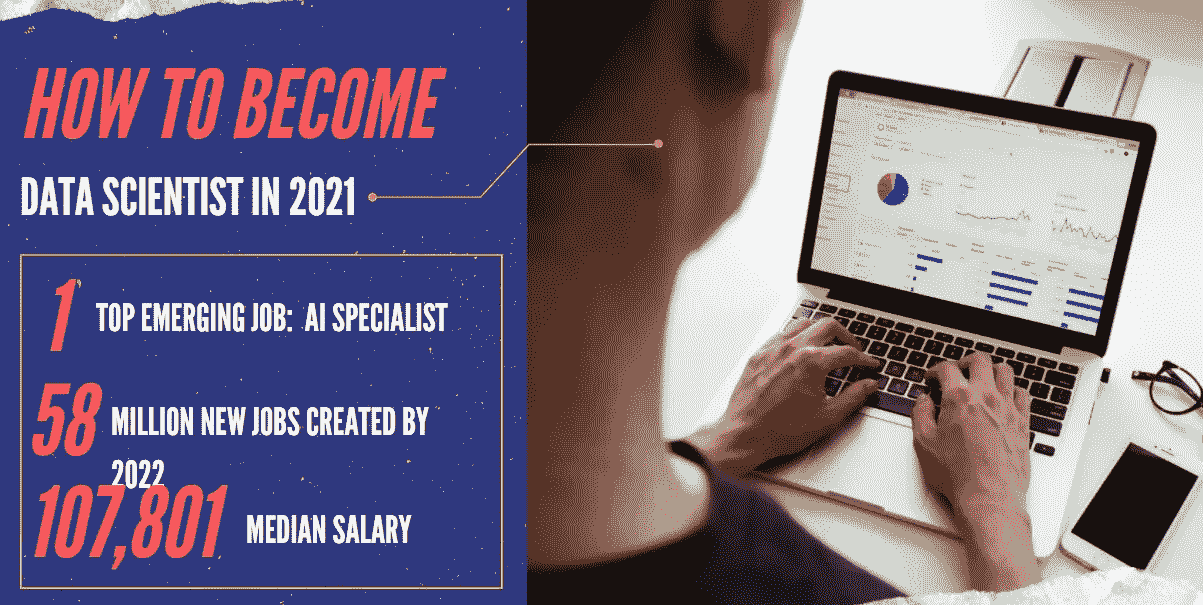 HOW TO BECOME
DATA SCIENTIST IN 2021
1 TOP EMERGING JOB: AI SPECIALIST
58 MILLION NEW JOBS CREATED BY
2022
107,801 MEDIAN SALARY